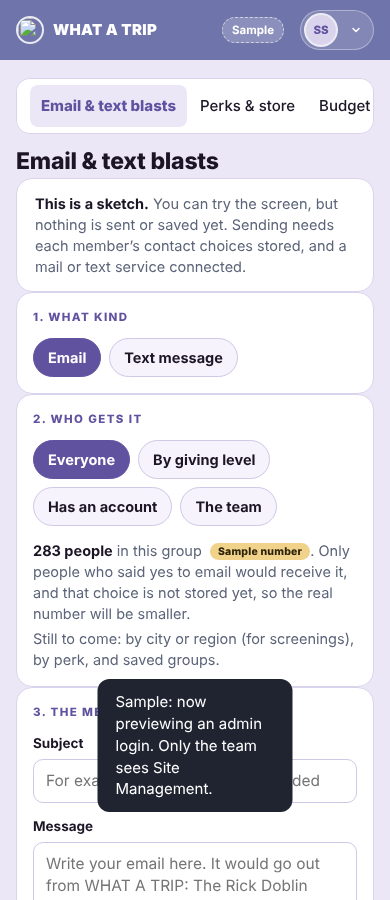 WHAT A TRIP
Sample
SS
Email & text blasts
Perks & store
Budget
Email & text blasts
This is a sketch. You can try the screen, but
nothing is sent or saved yet. Sending needs
each member’s contact choices stored, and a
mail or text service connected.
1. WHAT KIND
Email
Text message
2. WHO GETS IT
Everyone
By giving level
Has an account
The team
283 people in this group Sample number. Only
people who said yes to email would receive it,
and that choice is not stored yet, so the real
number will be smaller.
Still to come: by city or region (for screenings),
by perk, and saved groups.
3. THE
Sample: now
previewing an admin
login. Only the team
sees Site
Management.
Subject
For
Message
Write your email here. It would go out
from WHAT A TRIP: The Rick Doblin